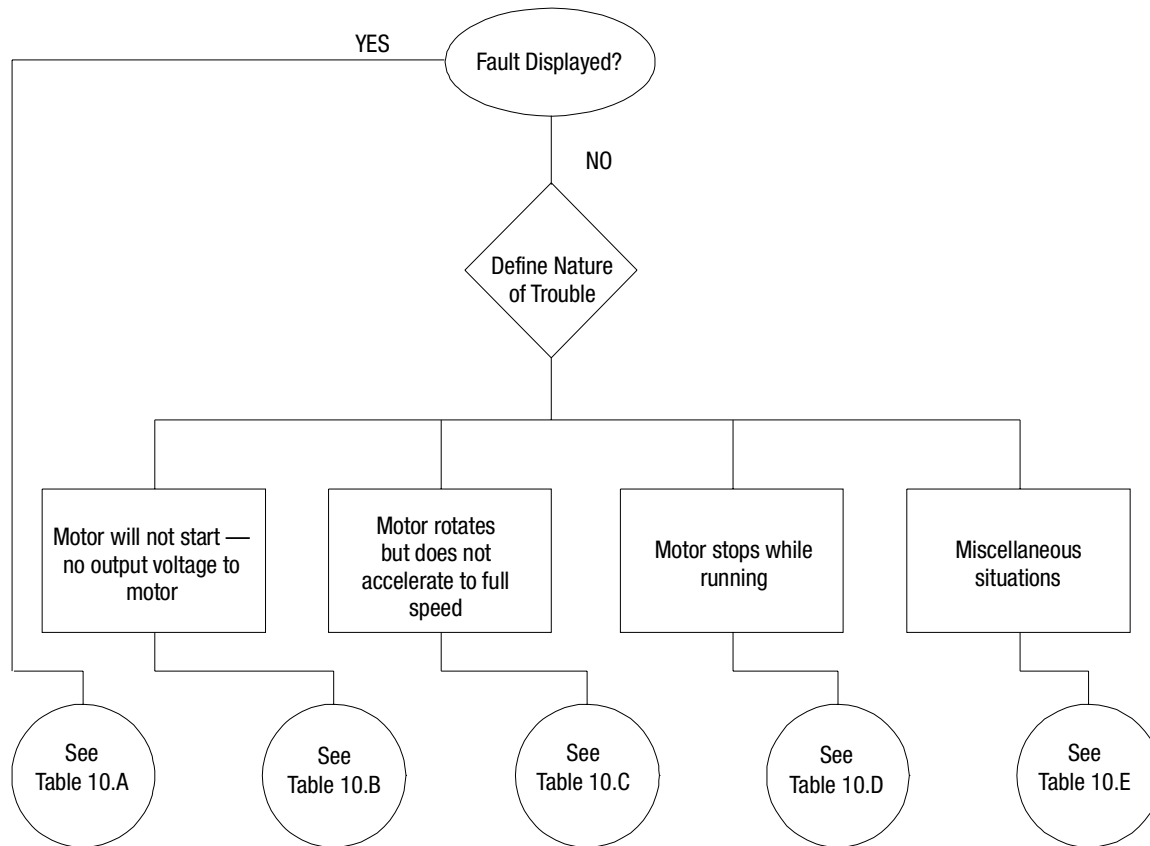 YES
Fault Displayed?
NO
Define Nature
of Trouble
Motor will not start —
no output voltage to
motor
Motor rotates
but does not
accelerate to full
speed
Motor stops while
running
Miscellaneous
situations
See
Table 10.A
See
Table 10.B
See
Table 10.C
See
Table 10.D
See
Table 10.E